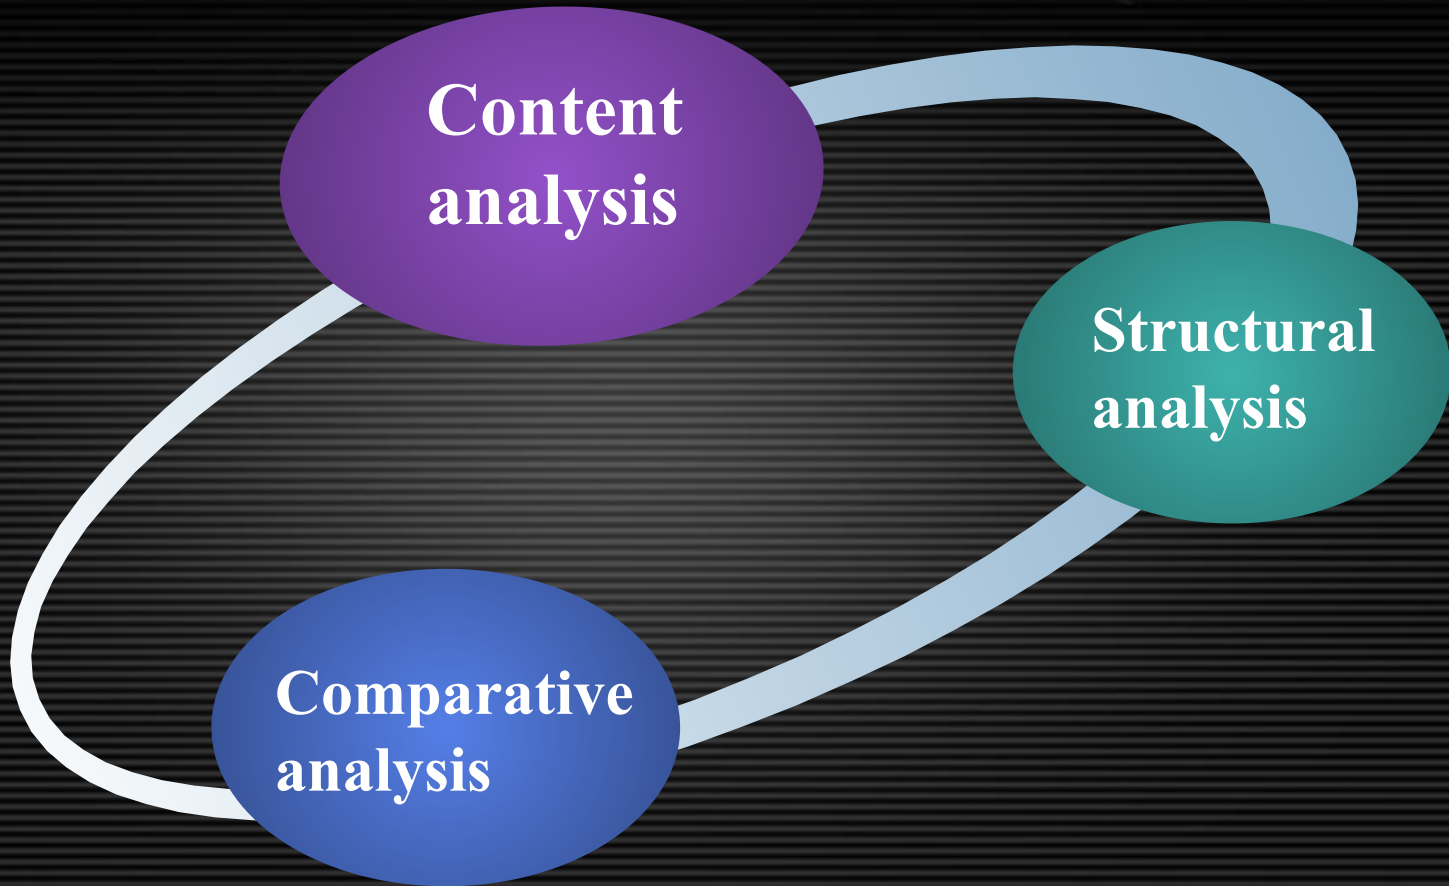 Content
analysis
Structural
analysis
Comparative
analysis